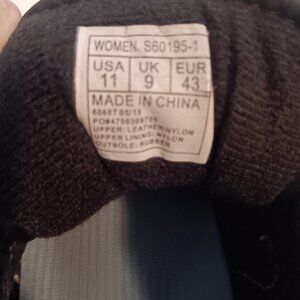 WOMEN. S60195-1
USA UK EUR
11 9 43
MADE IN CHINA
UPPER: LEATHER/NYLON
UPPER LINING: NYLON
OUTSOLE: RUBBER